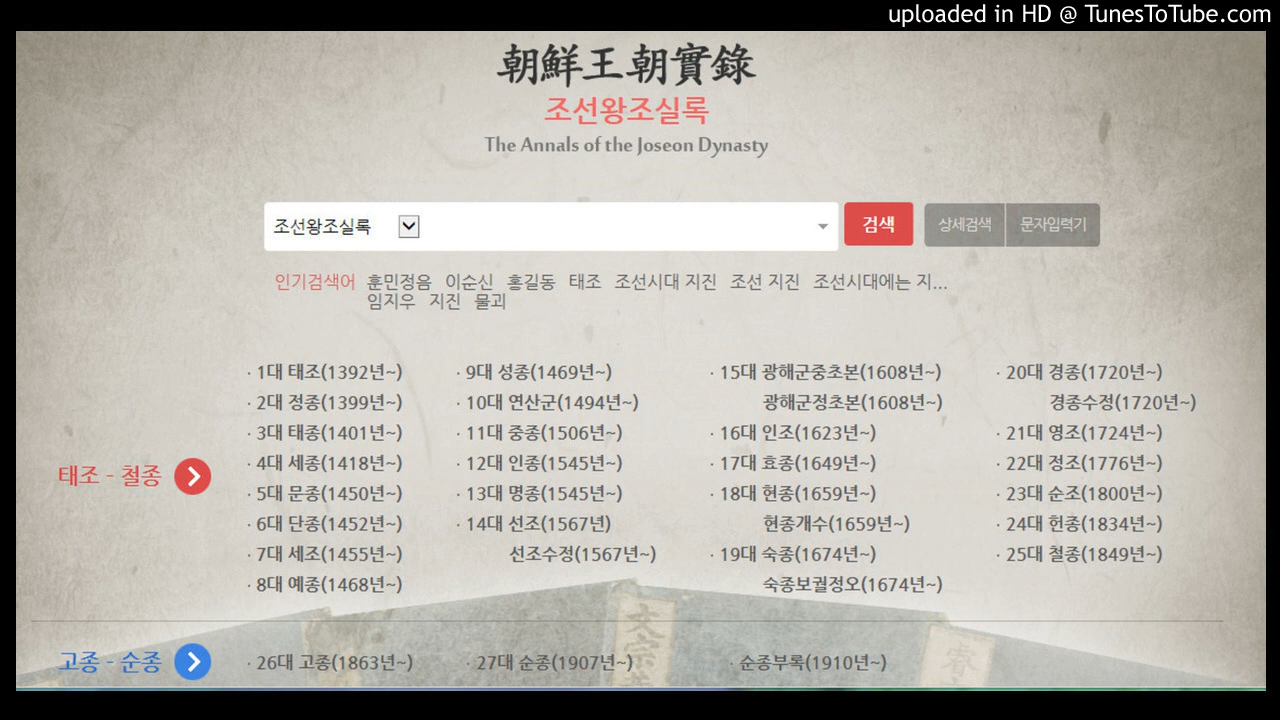 uploaded in HD @ TunesToTube.com
朝鮮王朝實錄
조선왕조실록
The Annals of the Joseon Dynasty
조선왕조실록 검색 상세검색 문자입력기
인기검색어 훈민정음 이순신 홍길동 태조 조선시대 지진 조선 지진 조선시대에는 지...
임지우 지진 물괴
· 1대 태조(1392년~) · 9대 성종(1469년~) · 15대 광해군중초본(1608년~) · 20대 경종(1720년~)
· 2대 정종(1399년~) · 10대 연산군(1494년~) 광해군정초본(1608년~) 경종수정(1720년~)
· 3대 태종(1401년~) · 11대 중종(1506년~) · 16대 인조(1623년~) · 21대 영조(1724년~)
· 4대 세종(1418년~) · 12대 인종(1545년~) · 17대 효종(1649년~) · 22대 정조(1776년~)
태조 - 철종
· 5대 문종(1450년~) · 13대 명종(1545년~) · 18대 현종(1659년~) · 23대 순조(1800년~)
· 6대 단종(1452년~) · 14대 선조(1567년) 현종개수(1659년~) · 24대 헌종(1834년~)
· 7대 세조(1455년~) 선조수정(1567년~) · 19대 숙종(1674년~) · 25대 철종(1849년~)
· 8대 예종(1468년~) 숙종보궐정오(1674년~)
고종 - 순종 · 26대 고종(1863년~) · 27대 순종(1907년~) · 순종부록(1910년~)